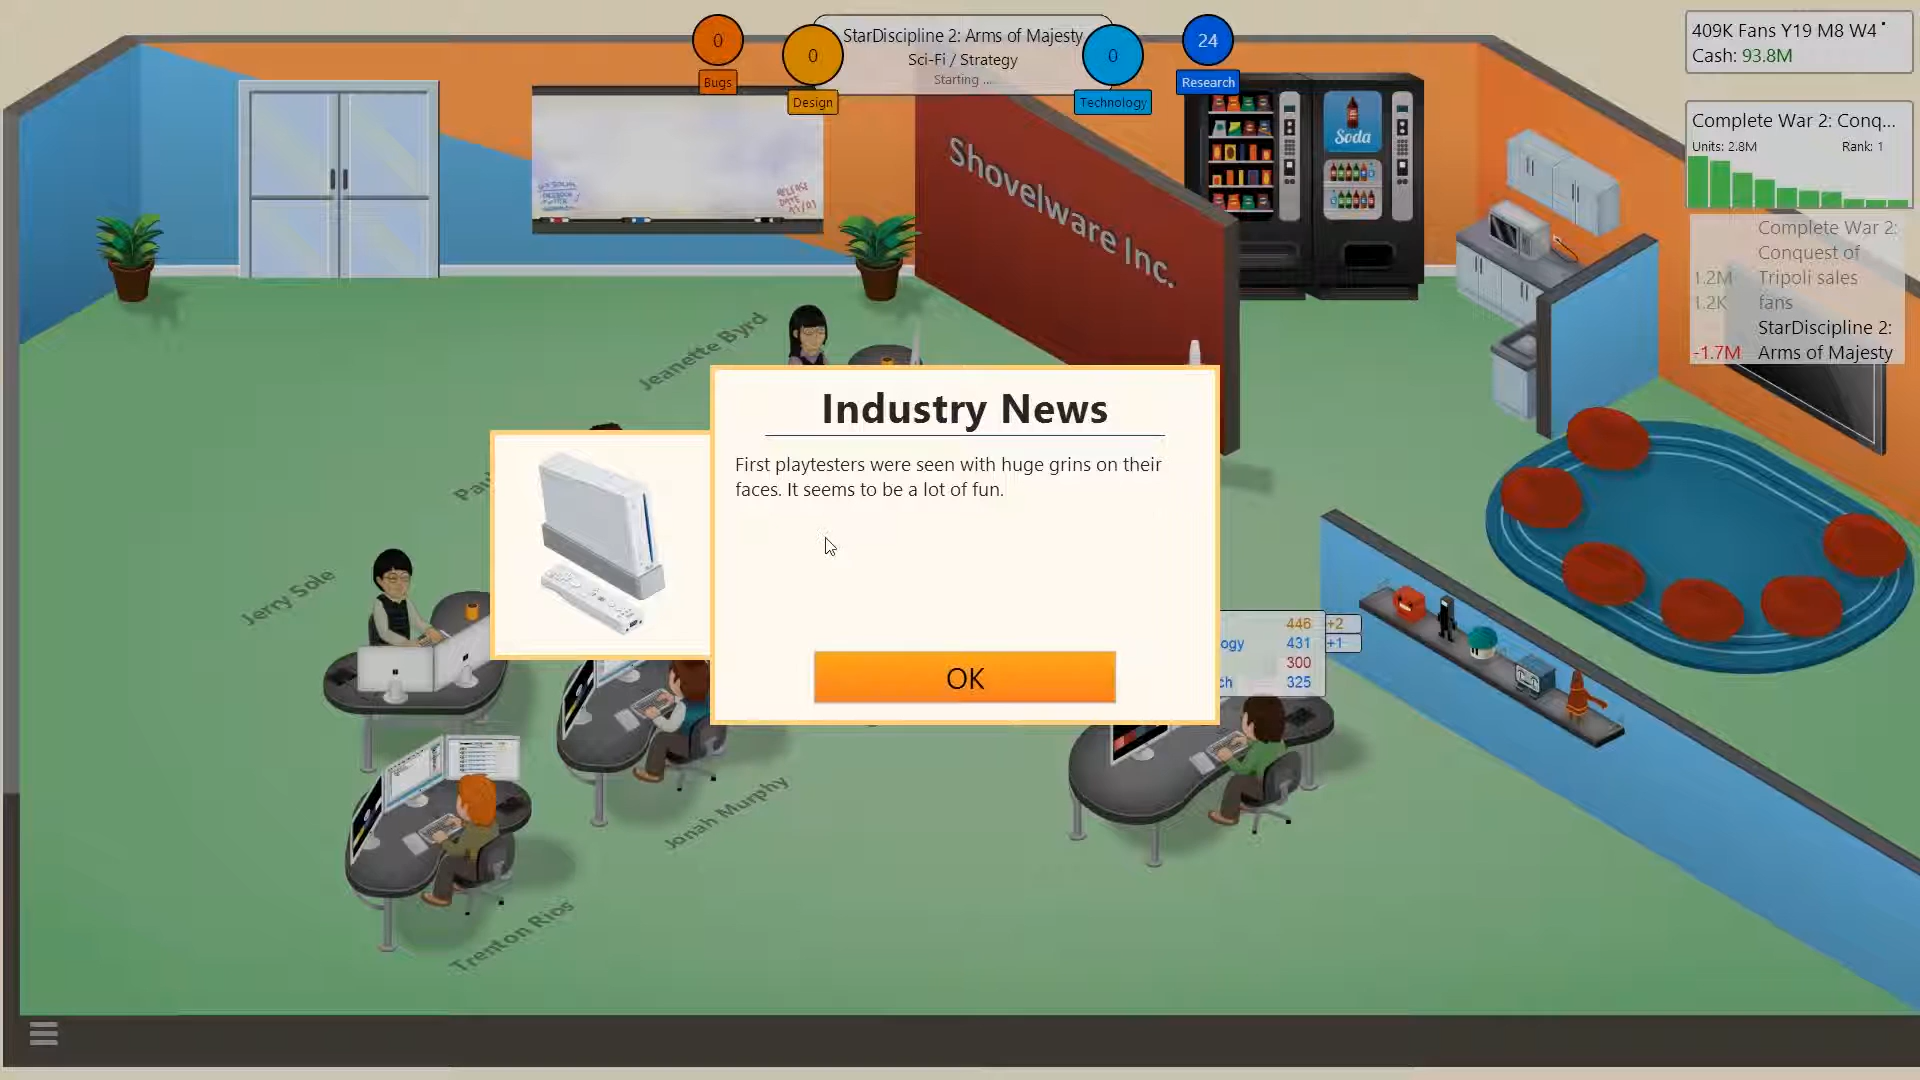 0
Bugs
0
Design
StarDiscipline 2: Arms of Majesty
Sci-Fi / Strategy
Starting ...
0
Technology
24
Research
409K Fans Y19 M8 W4
Cash: 93.8M
Complete War 2: Conq...
Units: 2.8M
Rank: 1
Complete War 2:
Conquest of
1.2M Tripoli sales
1.2K fans
StarDiscipline 2:
-1.7M Arms of Majesty
Shovelware Inc.
Soda
RELEASE
DATE
Jeanette Byrd
Industry News
First playtesters were seen with huge grins on their
faces. It seems to be a lot of fun.
OK
Pau
Jerry Sole
446 +2
ogy 431 +1
300
ch 325
Jonah Murphy
Trenton Rios